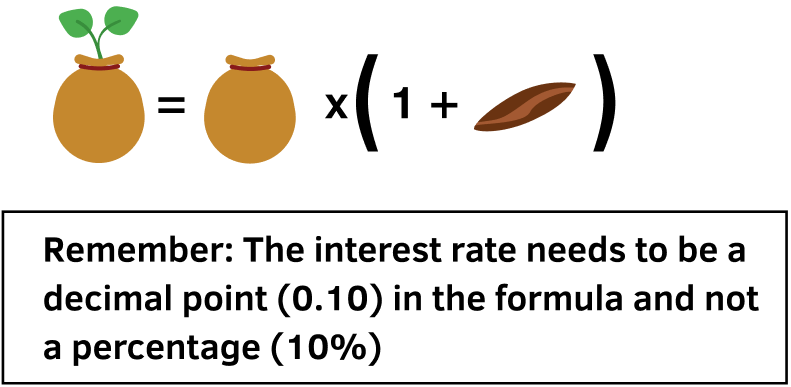 = x ( 1 + )
Remember: The interest rate needs to be a
decimal point (0.10) in the formula and not
a percentage (10%)